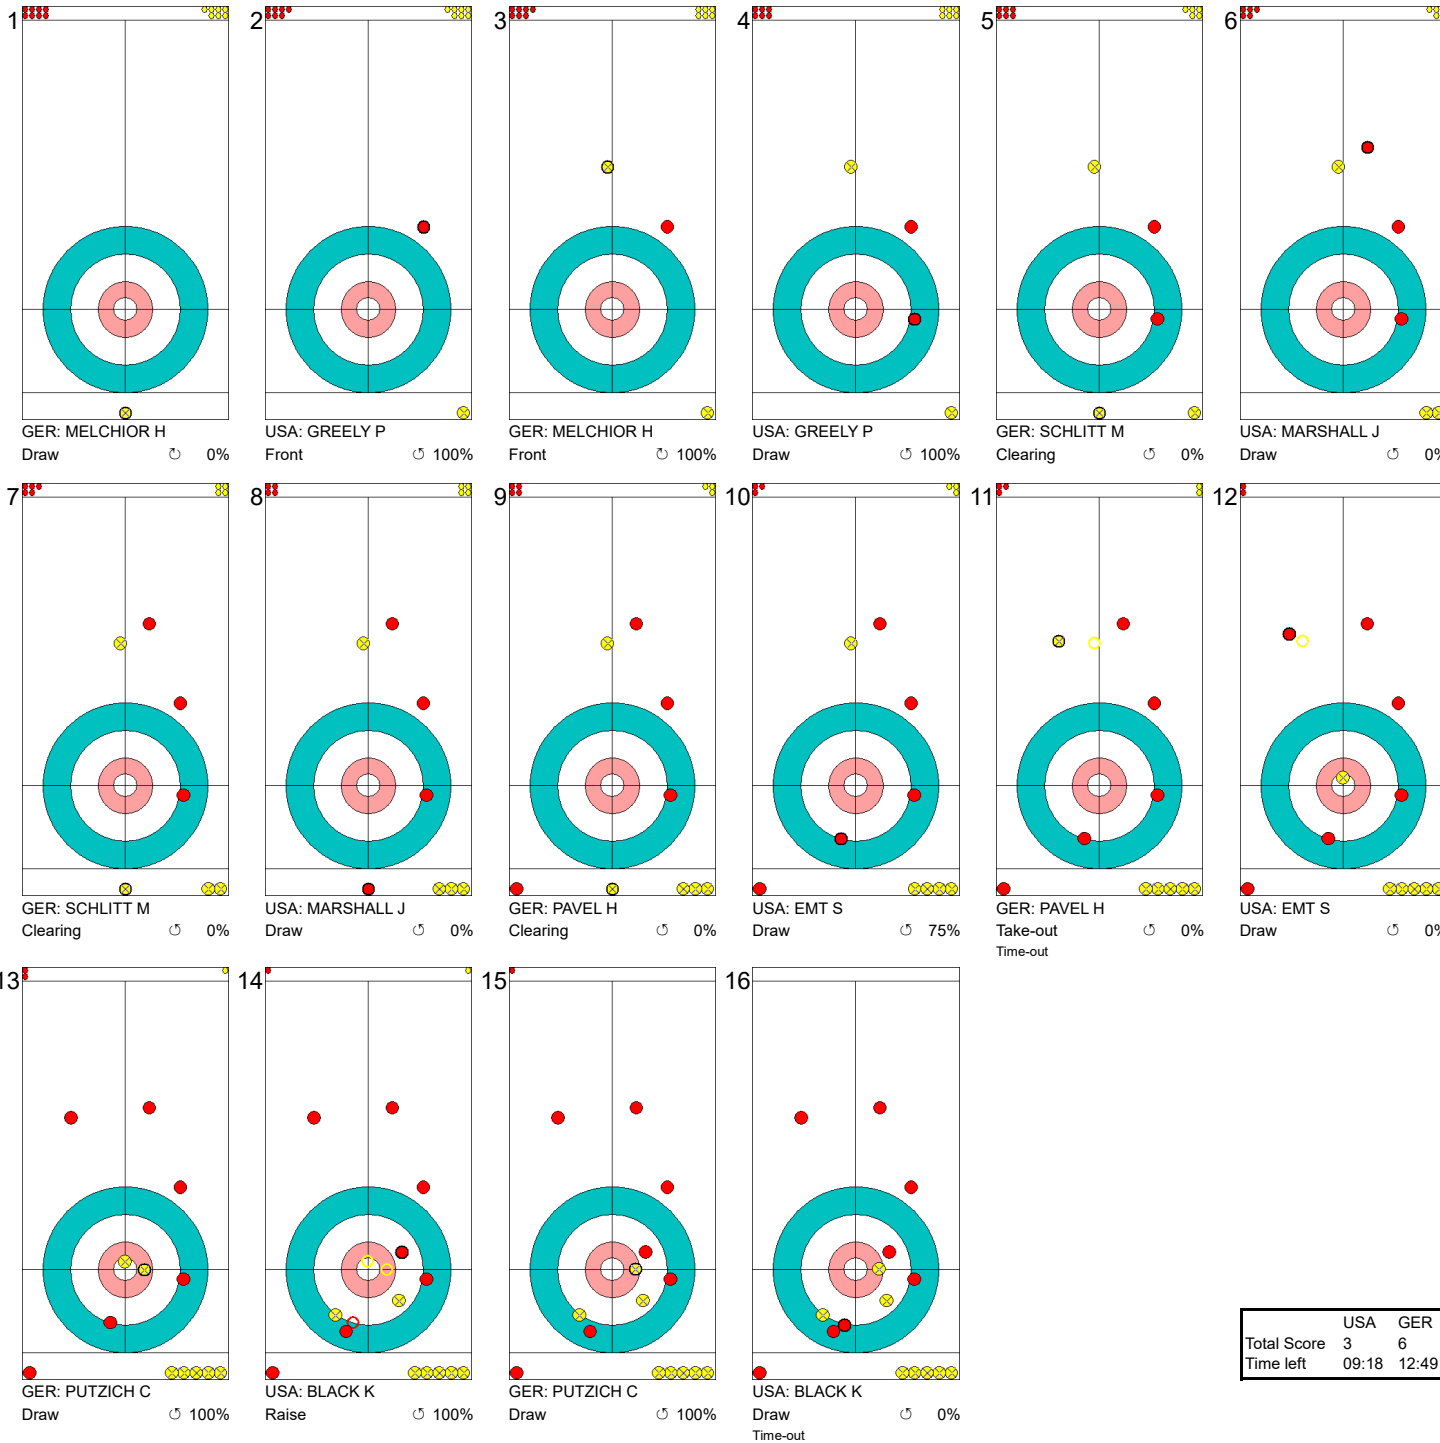 1
GER: MELCHIOR H
Draw ↻ 0%
2
USA: GREELY P
Front ↺ 100%
3
GER: MELCHIOR H
Front ↻ 100%
4
USA: GREELY P
Draw ↺ 100%
5
GER: SCHLITT M
Clearing ↺ 0%
6
USA: MARSHALL J
Draw ↺ 0%
7
GER: SCHLITT M
Clearing ↺ 0%
8
USA: MARSHALL J
Draw ↺ 0%
9
GER: PAVEL H
Clearing ↺ 0%
10
USA: EMT S
Draw ↺ 75%
11
GER: PAVEL H
Take-out ↺ 0%
Time-out
12
USA: EMT S
Draw ↺ 0%
13
GER: PUTZICH C
Draw ↺ 100%
14
USA: BLACK K
Raise ↺ 100%
15
GER: PUTZICH C
Draw ↺ 100%
16
USA: BLACK K
Draw ↺ 0%
Time-out
USA GER
Total Score 3 6
Time left 09:18 12:49